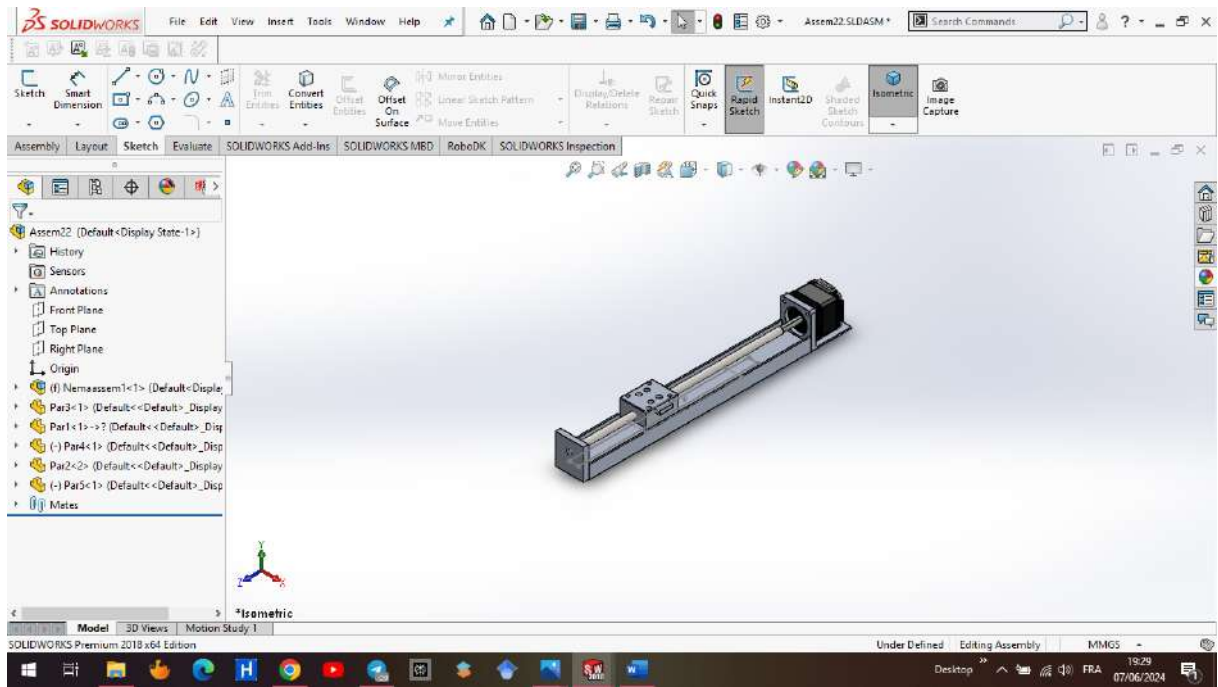 SOLIDWORKS File Edit View Insert Tools Window Help Assem22.SLDASM * Search Commands
Sketch Smart Dimension Trim Entities Convert Entities Offset Entities Offset On Surface Mirror Entities Linear Sketch Pattern Move Entities Display/Delete Relations Repair Sketch Quick Snaps Rapid Sketch Instant2D Shaded Sketch Contours Isometric Image Capture
Assembly Layout Sketch Evaluate SOLIDWORKS Add-Ins SOLIDWORKS MBD RoboDK SOLIDWORKS Inspection
Assem22 (Default<Display State-1>)
History
Sensors
Annotations
Front Plane
Top Plane
Right Plane
Origin
(f) Nemaassem1<1> (Default<Display
Par3<1> (Default<<Default>_Display
Par1<1>->? (Default<<Default>_Disp
(-) Par4<1> (Default<<Default>_Disp
Par2<2> (Default<<Default>_Display
(-) Par5<1> (Default<<Default>_Disp
Mates
Y
Z X
*Isometric
Model 3D Views Motion Study 1
SOLIDWORKS Premium 2018 x64 Edition Under Defined Editing Assembly MMGS
Desktop FRA 19:29
07/06/2024